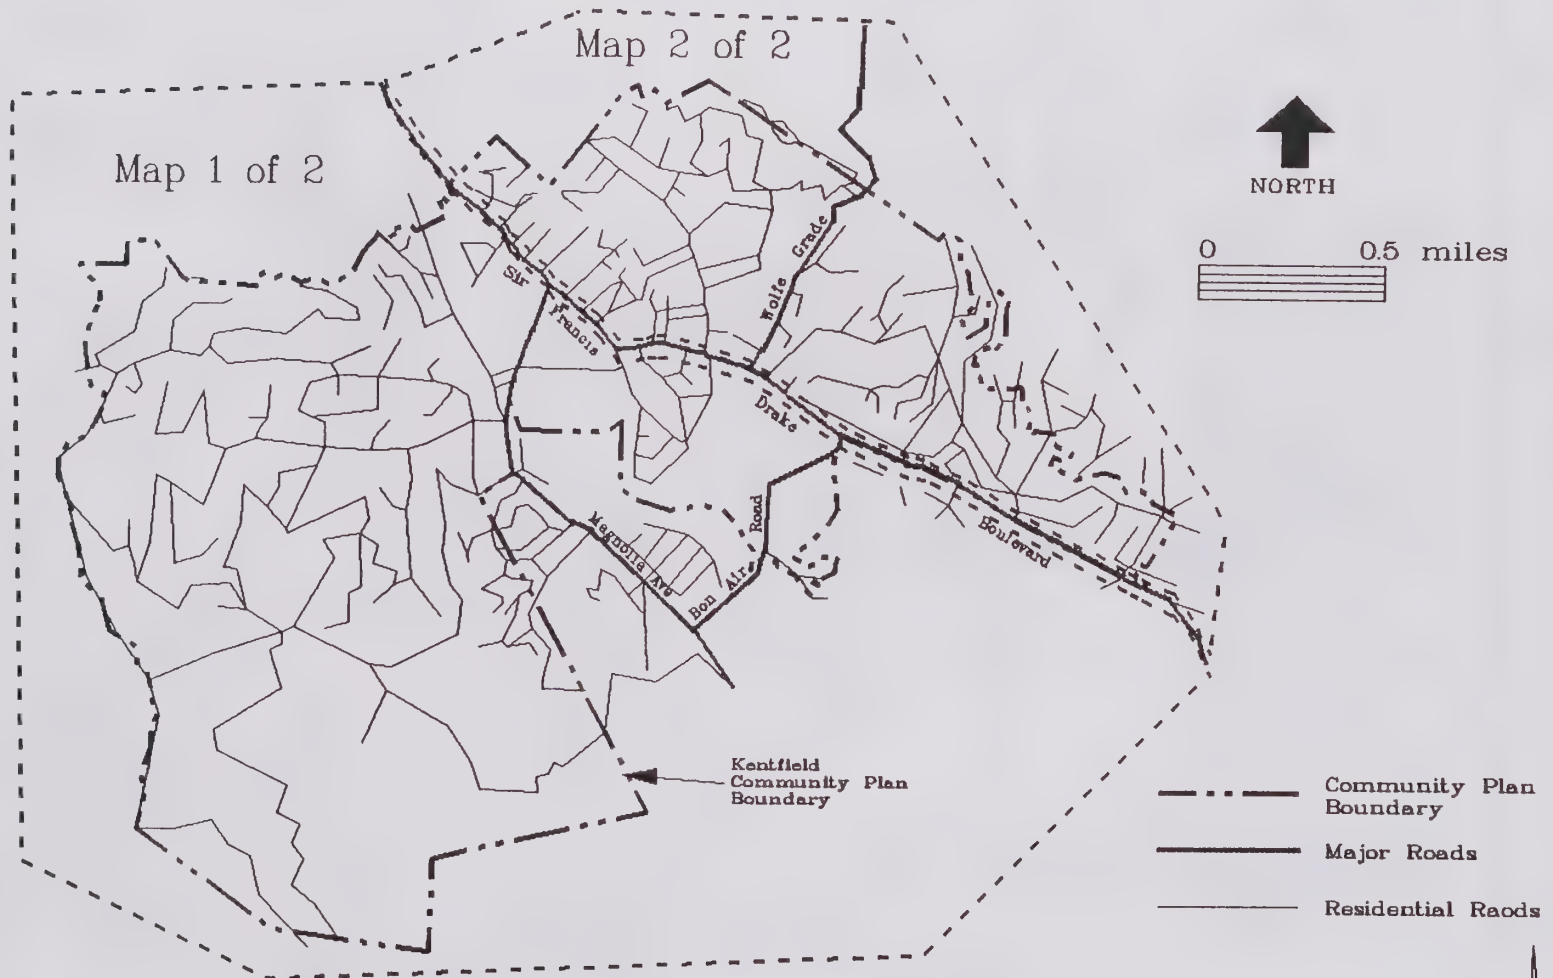 Map 2 of 2
Map 1 of 2
NORTH
0 0.5 miles
Sir
Francis
Drake
Boulevard
Wolfe Grade
Magnolia Ave
Bon Air
Road
Kentfield
Community Plan
Boundary
Community Plan
Boundary
Major Roads
Residential Raods